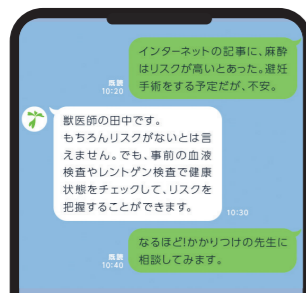 インターネットの記事に、麻酔
はリスクが高いとあった。避妊
手術をする予定だが、不安。
既読
10:20
獣医師の田中です。
もちろんリスクがないとは言
えません。でも、事前の血液
検査やレントゲン検査で健康
状態をチェックして、リスクを
把握することができます。
10:30
なるほど!かかりつけの先生に
相談してみます。
既読
10:40